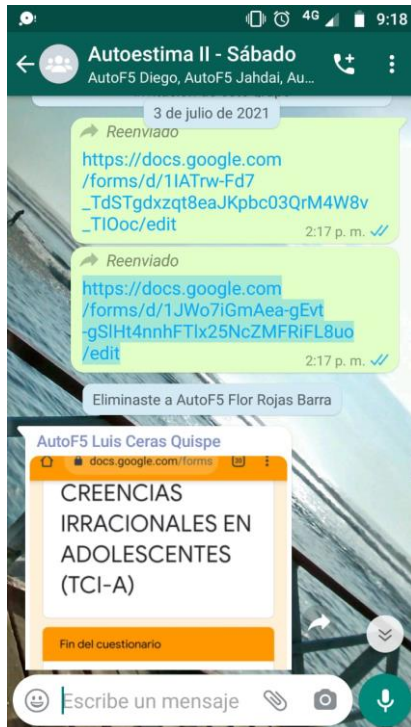 4G 9:18
Autoestima II - Sábado
AutoF5 Diego, AutoF5 Jahdai, Au...
3 de julio de 2021
Reenviado
https://docs.google.com
/forms/d/1IATrw-Fd7
_TdSTgdxzqt8eaJKpbc03QrM4W8v
_TIOoc/edit
2:17 p. m.
Reenviado
https://docs.google.com
/forms/d/1JWo7iGmAea-gEvt
-gSlHt4nnhFTlx25NcZMFRiFL8uo
/edit
2:17 p. m.
Eliminaste a AutoF5 Flor Rojas Barra
AutoF5 Luis Ceras Quispe
docs.google.com/forms
CREENCIAS
IRRACIONALES EN
ADOLESCENTES
(TCI-A)
Fin del cuestionario
Escribe un mensaje